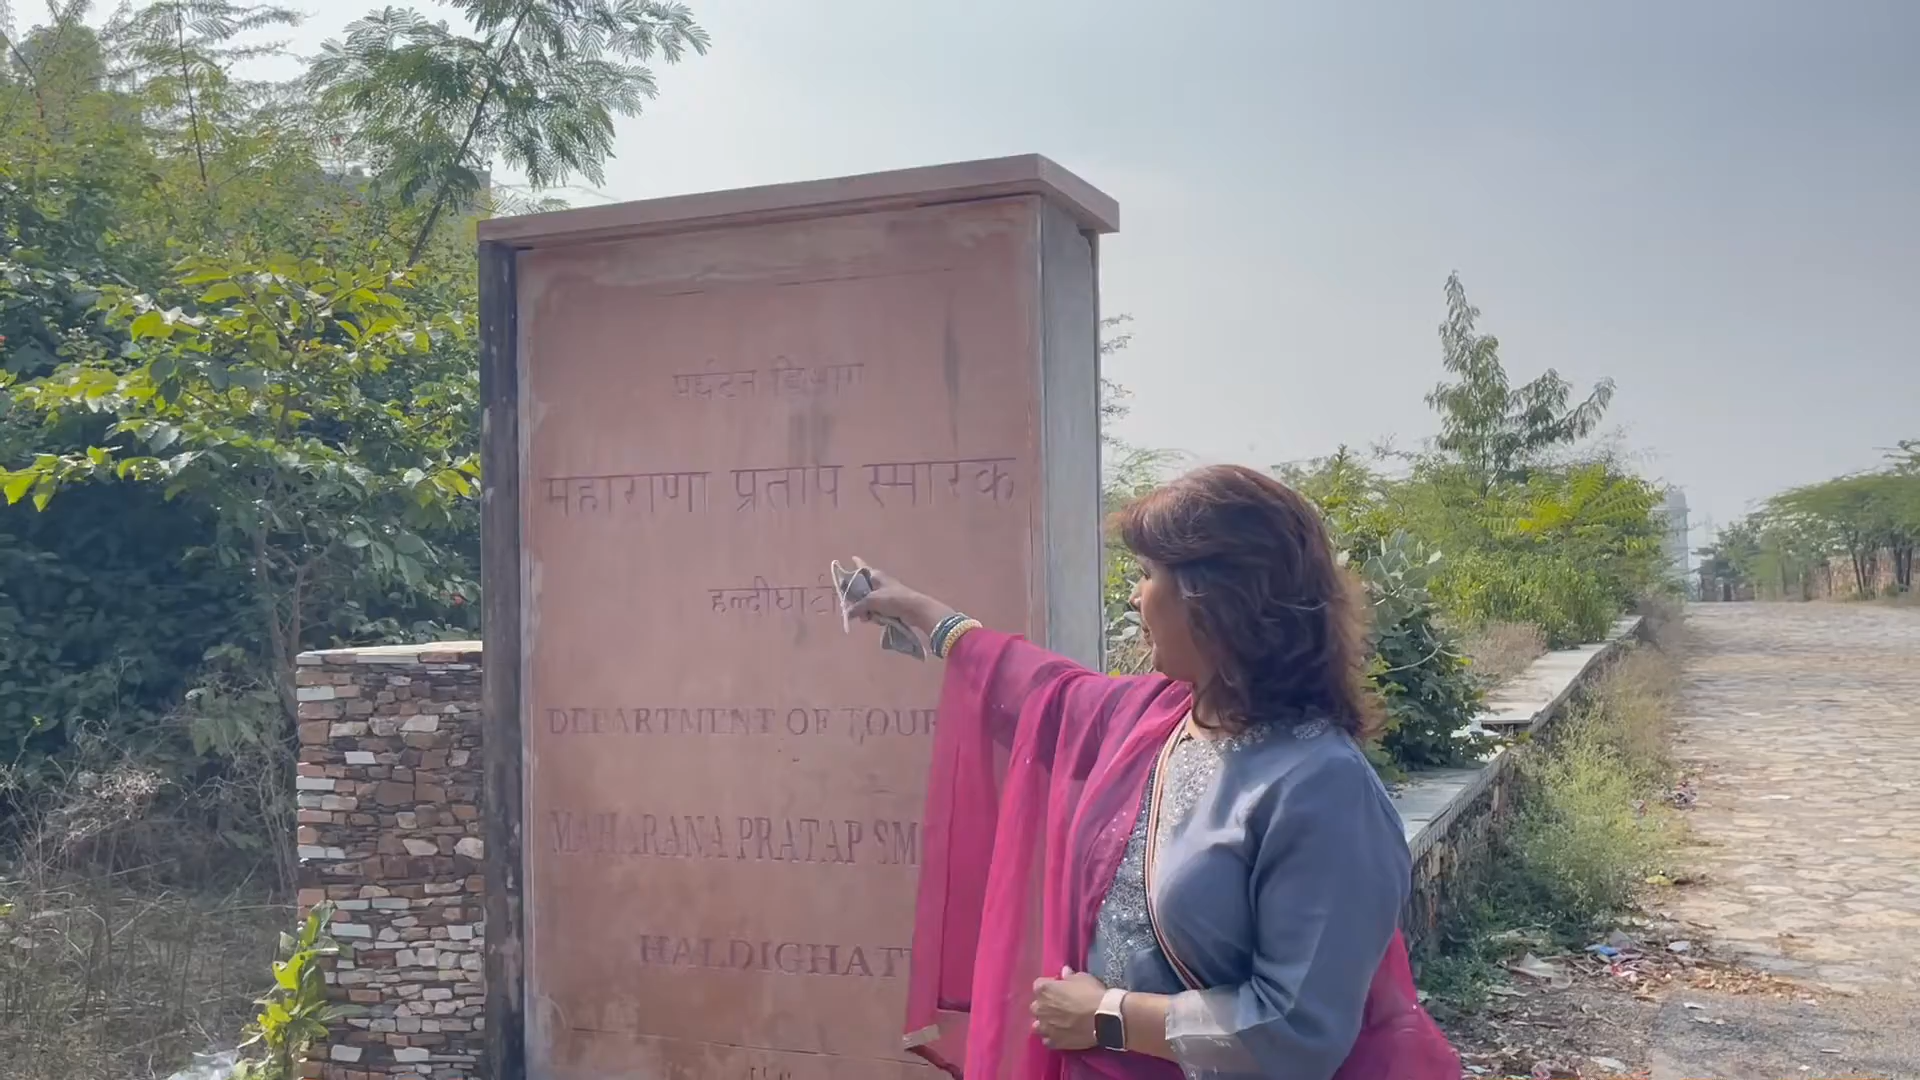 पर्यटन विभाग
महाराणा प्रताप स्मारक
हल्दीघाटी
DEPARTMENT OF TOUR
MAHARANA PRATAP SM
HALDIGHAT